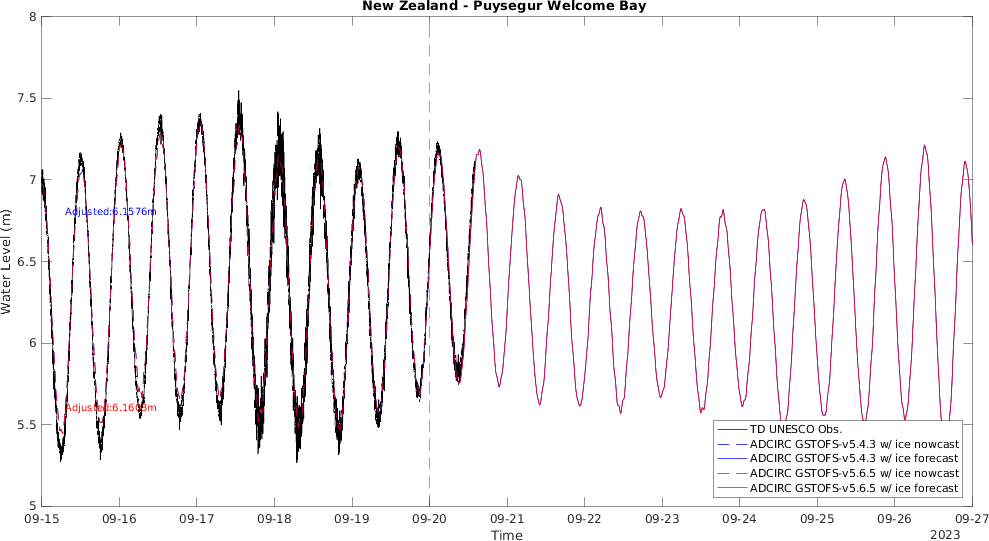 New Zealand - Puysegur Welcome Bay
8
7.5
7
6.5
6
5.5
5
Water Level (m)
Adjusted:6.1576m
Adjusted:6.1603m
TD UNESCO Obs.
ADCIRC GSTOFS-v5.4.3 w/ ice nowcast
ADCIRC GSTOFS-v5.4.3 w/ ice forecast
ADCIRC GSTOFS-v5.6.5 w/ ice nowcast
ADCIRC GSTOFS-v5.6.5 w/ ice forecast
09-15 09-16 09-17 09-18 09-19 09-20 09-21 09-22 09-23 09-24 09-25 09-26 09-27
Time
2023